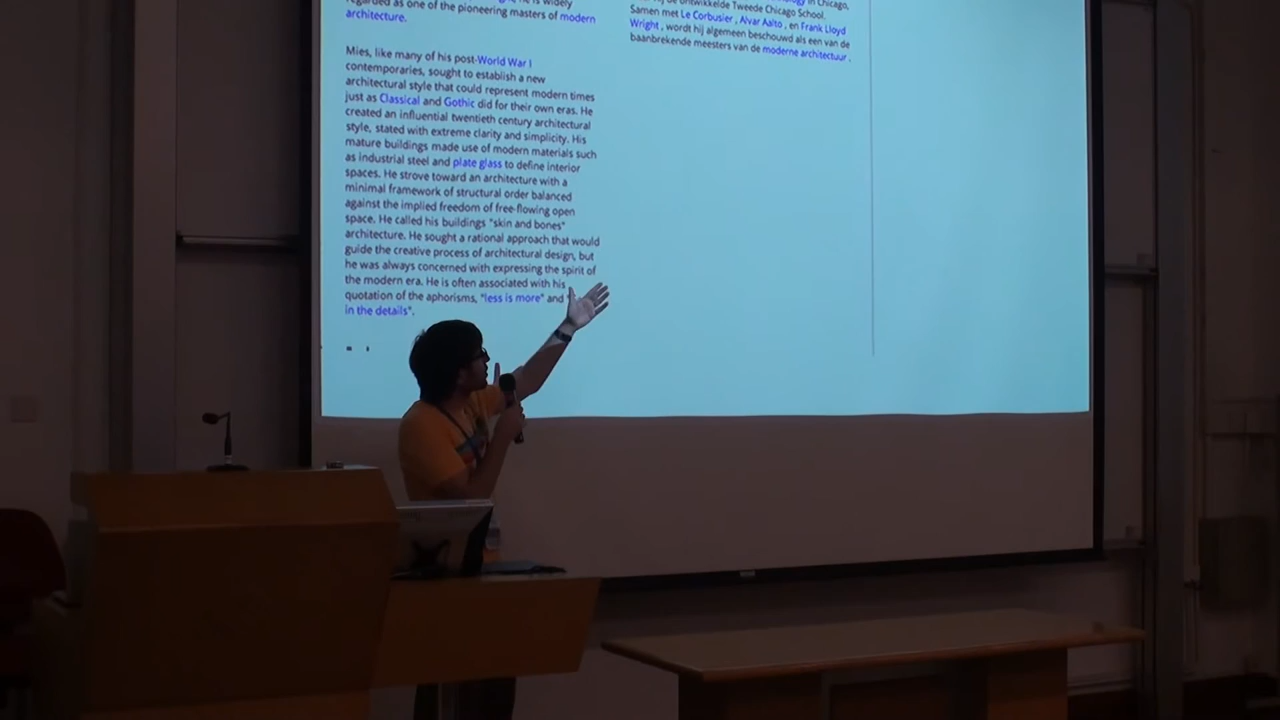 regarded as one of the pioneering masters of modern
architecture.
Mies, like many of his post-World War I
contemporaries, sought to establish a new
architectural style that could represent modern times
just as Classical and Gothic did for their own eras. He
created an influential twentieth century architectural
style, stated with extreme clarity and simplicity. His
mature buildings made use of modern materials such
as industrial steel and plate glass to define interior
spaces. He strove toward an architecture with a
minimal framework of structural order balanced
against the implied freedom of free-flowing open
space. He called his buildings "skin and bones"
architecture. He sought a rational approach that would
guide the creative process of architectural design, but
he was always concerned with expressing the spirit of
the modern era. He is often associated with his
quotation of the aphorisms, "less is more" and
in the details".
in Chicago,
ontwikkelde Tweede Chicago School.
Samen met Le Corbusier , Alvar Aalto , en Frank Lloyd
Wright , wordt hij algemeen beschouwd als een van de
baanbrekende meesters van de moderne architectuur .